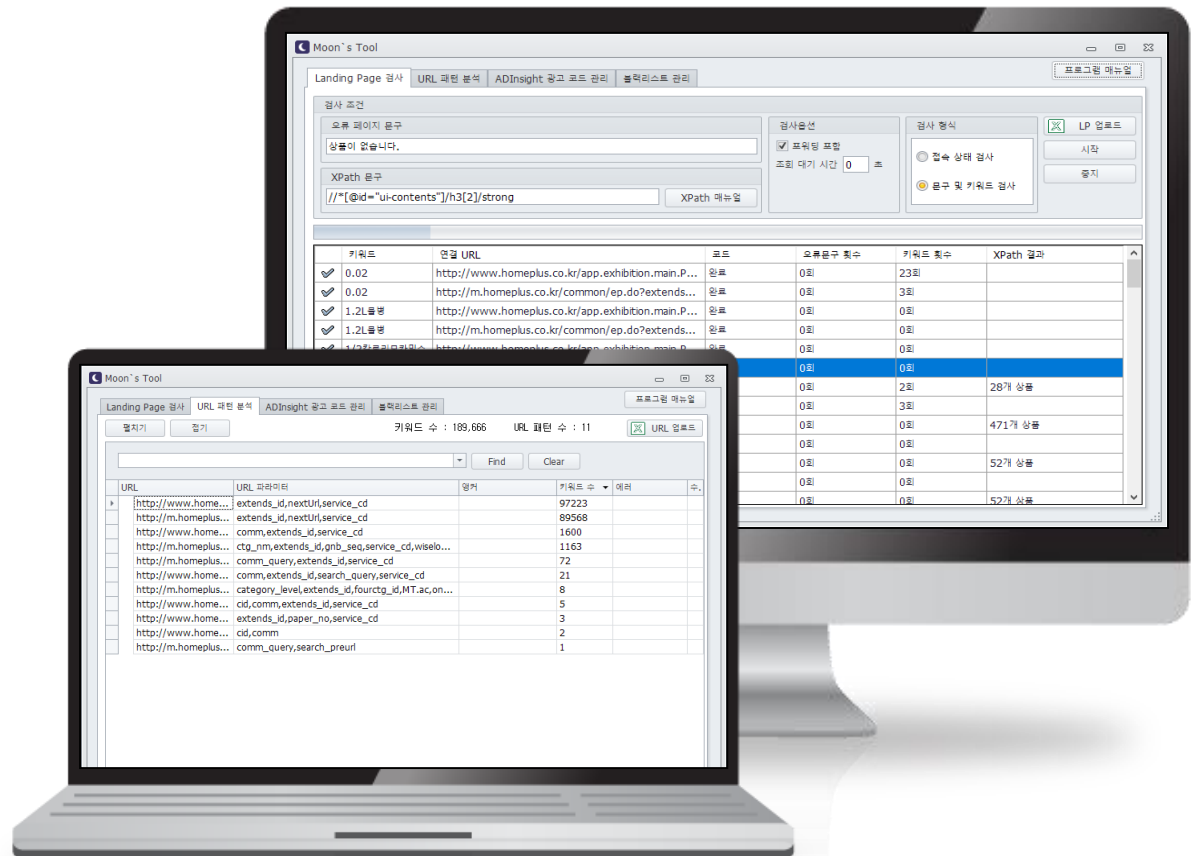 Moon`s Tool
프로그램 매뉴얼
Landing Page 검사 URL 패턴 분석 ADInsight 광고 코드 관리 블랙리스트 관리
검사 조건
오류 페이지 문구
상품이 없습니다.
XPath 문구
//*[@id="ui-contents"]/h3[2]/strong XPath 매뉴얼
검사옵션
포워딩 포함
조회 대기 시간 0 초
검사 형식
접속 상태 검사
문구 및 키워드 검사
LP 업로드
시작
중지
키워드 연결 URL 코드 오류문구 횟수 키워드 횟수 XPath 결과
0.02 http://www.homeplus.co.kr/app.exhibition.main.P... 완료 0회 23회
0.02 http://m.homeplus.co.kr/common/ep.do?extends... 완료 0회 3회
1.2L물병 http://www.homeplus.co.kr/app.exhibition.main.P... 완료 0회 0회
1.2L물병 http://m.homeplus.co.kr/common/ep.do?extends... 완료 0회 0회
http://www.homeplus.co.kr/app.exhibition.main.P... 완료 0회 0회
0회 0회
0회 2회 28개 상품
0회 3회
0회 0회 471개 상품
0회 0회
0회 0회 52개 상품
0회 0회
0회 0회 527개 상품
Moon`s Tool
프로그램 매뉴얼
Landing Page 검사 URL 패턴 분석 ADInsight 광고 코드 관리 블랙리스트 관리
펼치기 접기 키워드 수 : 189,666 URL 패턴 수 : 11 URL 업로드
Find Clear
URL URL 파라미터 앵커 키워드 수 에러 수.
http://www.home... extends_id,nextUrl,service_cd 97223
http://m.homeplus... extends_id,nextUrl,service_cd 89568
http://www.home... comm,extends_id,service_cd 1600
http://m.homeplus... ctg_nm,extends_id,gnb_seq,service_cd,wiselo... 1163
http://m.homeplus... comm_query,extends_id,service_cd 72
http://www.home... comm,extends_id,search_query,service_cd 21
http://m.homeplus... category_level,extends_id,fourctg_id,MT.ac,on... 8
http://www.home... cid,comm,extends_id,service_cd 5
http://www.home... extends_id,paper_no,service_cd 3
http://www.home... cid,comm 2
http://m.homeplus... comm_query,search_preurl 1